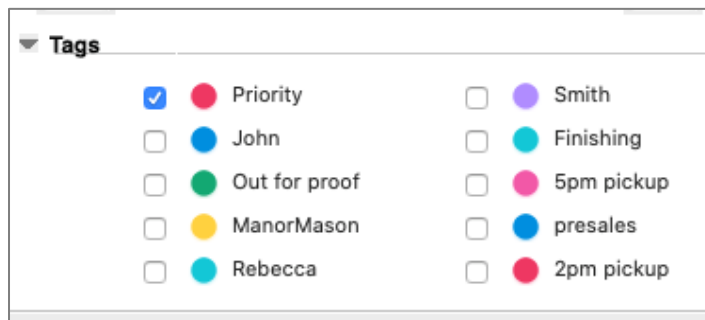 Tags
Priority
John
Out for proof
ManorMason
Rebecca
Smith
Finishing
5pm pickup
presales
2pm pickup